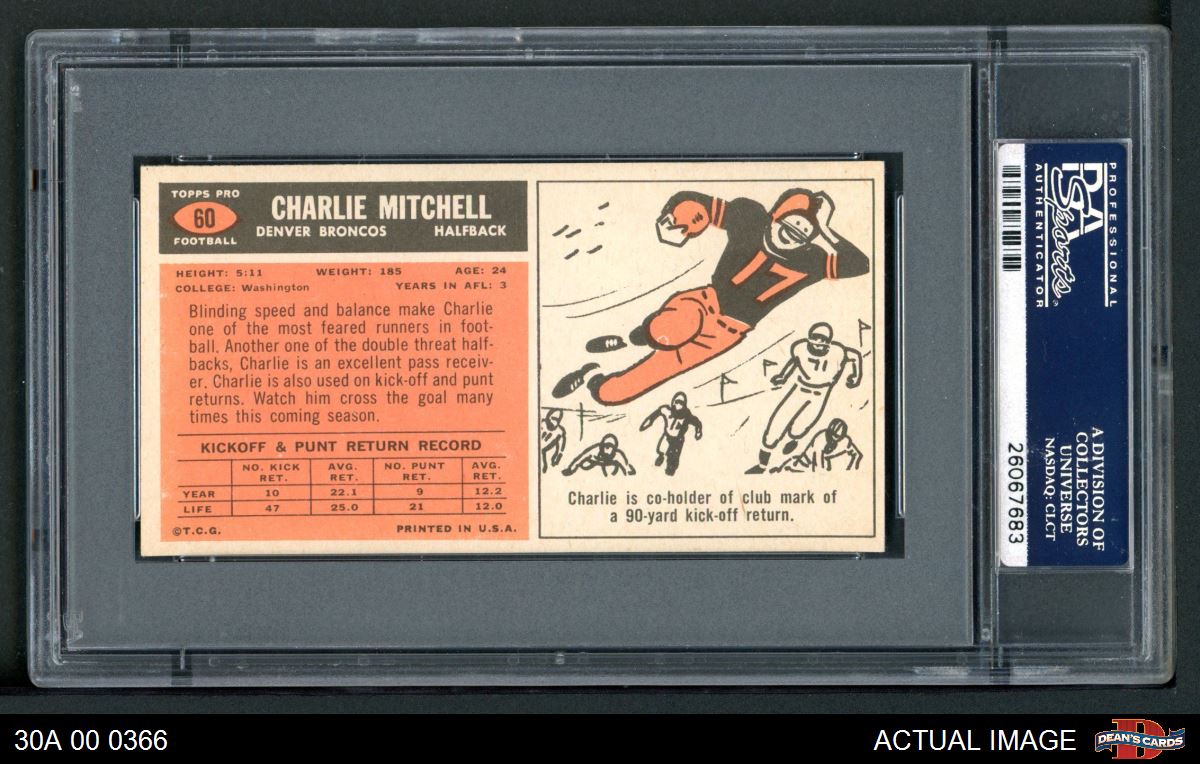 TOPPS PRO
60
FOOTBALL
CHARLIE MITCHELL
DENVER BRONCOS HALFBACK
HEIGHT: 5:11 WEIGHT: 185 AGE: 24
COLLEGE: Washington YEARS IN AFL: 3
Blinding speed and balance make Charlie
one of the most feared runners in foot-
ball. Another one of the double threat half-
backs, Charlie is an excellent pass receiv-
er. Charlie is also used on kick-off and punt
returns. Watch him cross the goal many
times this coming season.
KICKOFF & PUNT RETURN RECORD
NO. KICK RET. AVG. RET. NO. PUNT RET. AVG. RET.
YEAR 10 22.1 9 12.2
LIFE 47 25.0 21 12.0
©T.C.G. PRINTED IN U.S.A.
17
71
Charlie is co-holder of club mark of
a 90-yard kick-off return.
PROFESSIONAL
PSA
Sports®
AUTHENTICATOR
A DIVISION OF
COLLECTORS
UNIVERSE
NASDAQ: CLCT
26067683
30A 00 0366
ACTUAL IMAGE
D
DEAN'S CARDS